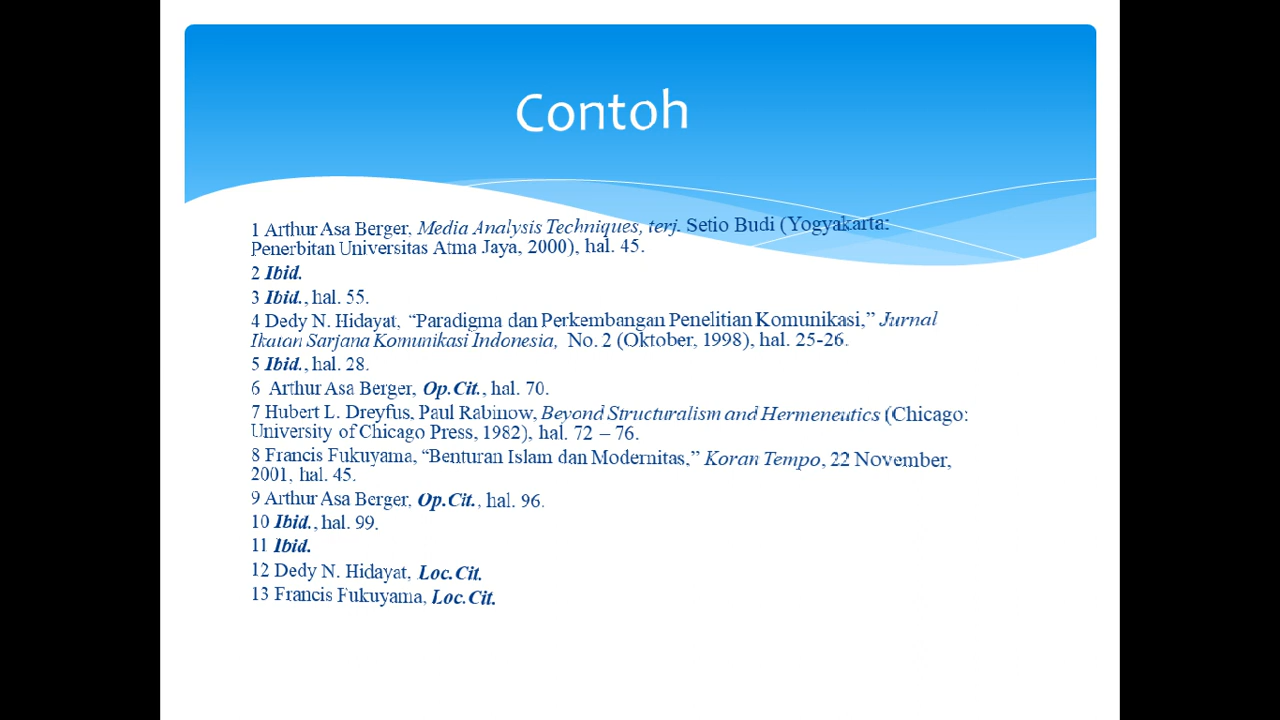 Contoh
1 Arthur Asa Berger, Media Analysis Techniques, terj. Setio Budi (Yogyakarta:
Penerbitan Universitas Atma Jaya, 2000), hal. 45.
2 Ibid.
3 Ibid., hal. 55.
4 Dedy N. Hidayat, “Paradigma dan Perkembangan Penelitian Komunikasi,” Jurnal
Ikatan Sarjana Komunikasi Indonesia, No. 2 (Oktober, 1998), hal. 25-26.
5 Ibid., hal. 28.
6 Arthur Asa Berger, Op.Cit., hal. 70.
7 Hubert L. Dreyfus, Paul Rabinow, Beyond Structuralism and Hermeneutics (Chicago:
University of Chicago Press, 1982), hal. 72 – 76.
8 Francis Fukuyama, “Benturan Islam dan Modernitas,” Koran Tempo, 22 November,
2001, hal. 45.
9 Arthur Asa Berger, Op.Cit., hal. 96.
10 Ibid., hal. 99.
11 Ibid.
12 Dedy N. Hidayat, Loc.Cit.
13 Francis Fukuyama, Loc.Cit.